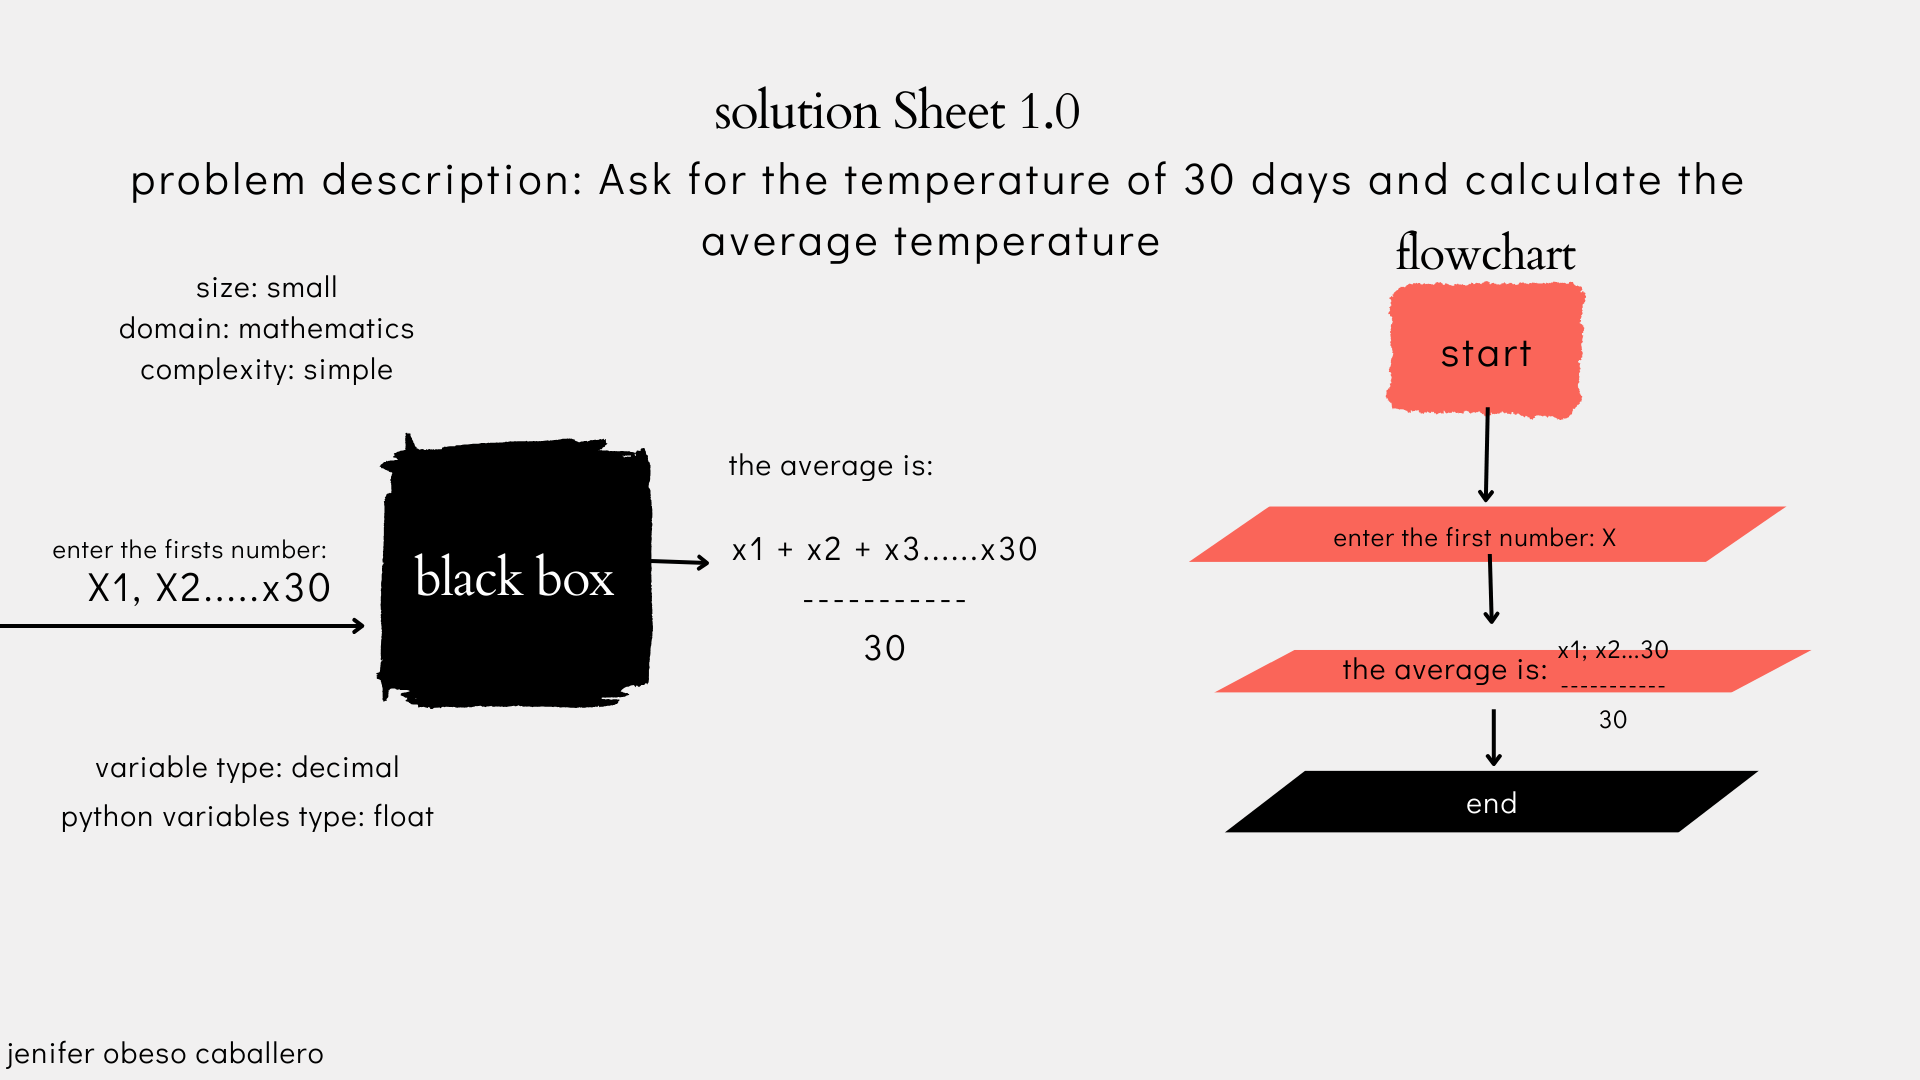 solution Sheet 1.0
problem description: Ask for the temperature of 30 days and calculate the
average temperature
size: small
domain: mathematics
complexity: simple
enter the firsts number:
X1, X2.....x30
black box
the average is:
x1 + x2 + x3......x30
-----------
30
variable type: decimal
python variables type: float
flowchart
start
enter the first number: X
the average is:
x1; x2...30
-----------
30
end
jenifer obeso caballero